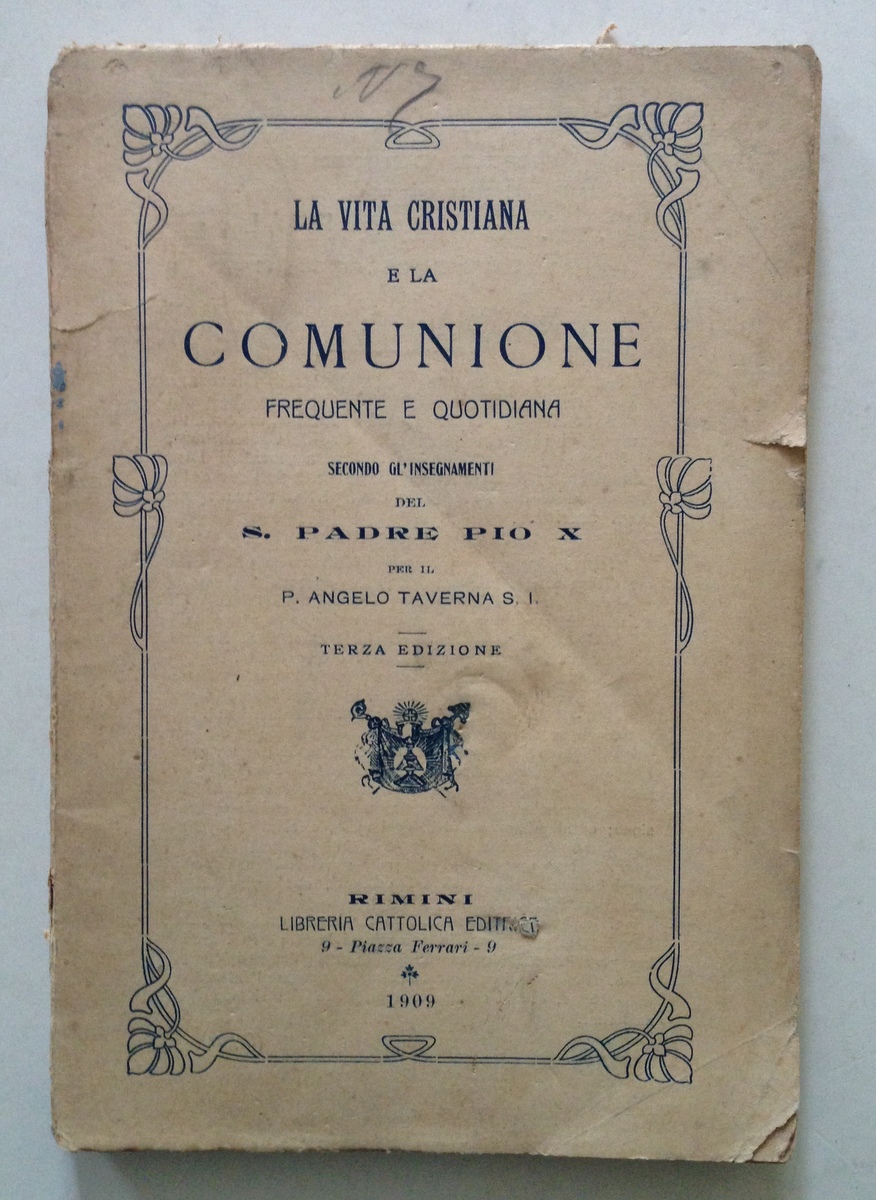 LA VITA CRISTIANA
E LA
COMUNIONE
FREQUENTE E QUOTIDIANA
SECONDO GL'INSEGNAMENTI
DEL
S. PADRE PIO X
PER IL
P. ANGELO TAVERNA S. I.
TERZA EDIZIONE
RIMINI
LIBRERIA CATTOLICA EDITRICE
9 - Piazza Ferrari - 9
1909